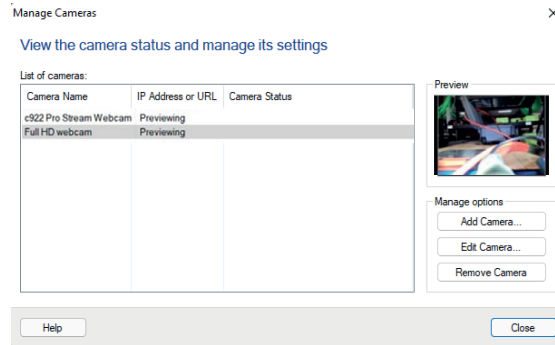 Manage Cameras
View the camera status and manage its settings
List of cameras:
Camera Name IP Address or URL Camera Status
c922 Pro Stream Webcam Previewing
Full HD webcam Previewing
Preview
Manage options
Add Camera...
Edit Camera...
Remove Camera
Help
Close